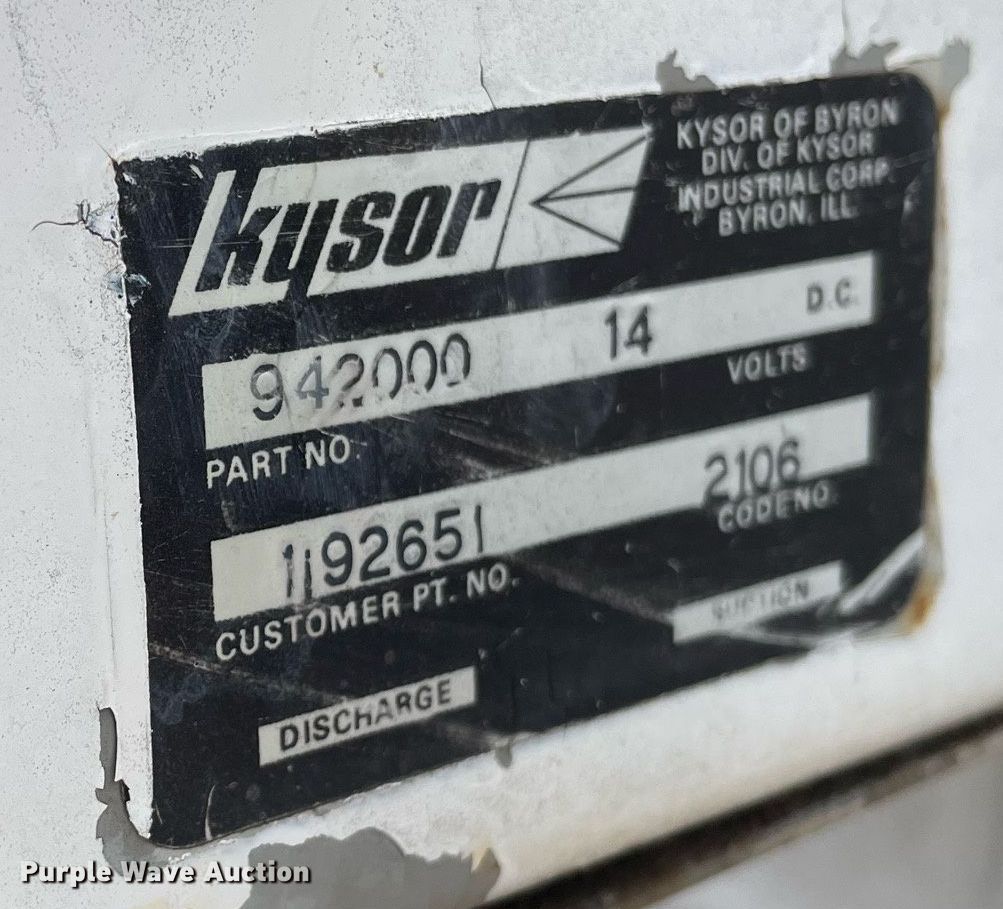 kysor
KYSOR OF BYRON
DIV. OF KYSOR
INDUSTRIAL CORP.
BYRON, ILL.
942000 14 D.C.
PART NO. VOLTS
1192651 2106
CUSTOMER PT. NO. CODE NO.
DISCHARGE SUCTION
Purple Wave Auction